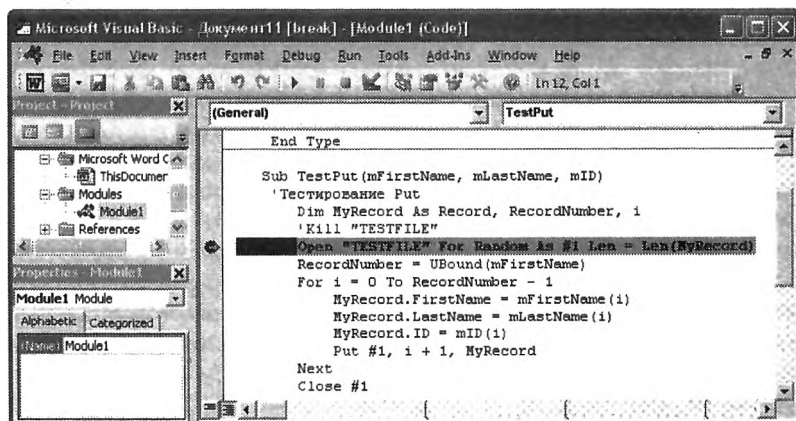 Microsoft Visual Basic - Документ11 [break] - [Module1 (Code)]
File Edit View Insert Format Debug Run Tools Add-Ins Window Help
Ln 12, Col 1
Project - Project
(General) TestPut
Microsoft Word C
ThisDocumen
Modules
Module1
References
Properties - Module1
Module1 Module
Alphabetic Categorized
(Name) Module1
End Type
Sub TestPut(mFirstName, mLastName, mID)
'Тестирование Put
Dim MyRecord As Record, RecordNumber, i
'Kill "TESTFILE"
Open "TESTFILE" For Random As #1 Len = Len(MyRecord)
RecordNumber = UBound(mFirstName)
For i = 0 To RecordNumber - 1
MyRecord.FirstName = mFirstName(i)
MyRecord.LastName = mLastName(i)
MyRecord.ID = mID(i)
Put #1, i + 1, MyRecord
Next
Close #1